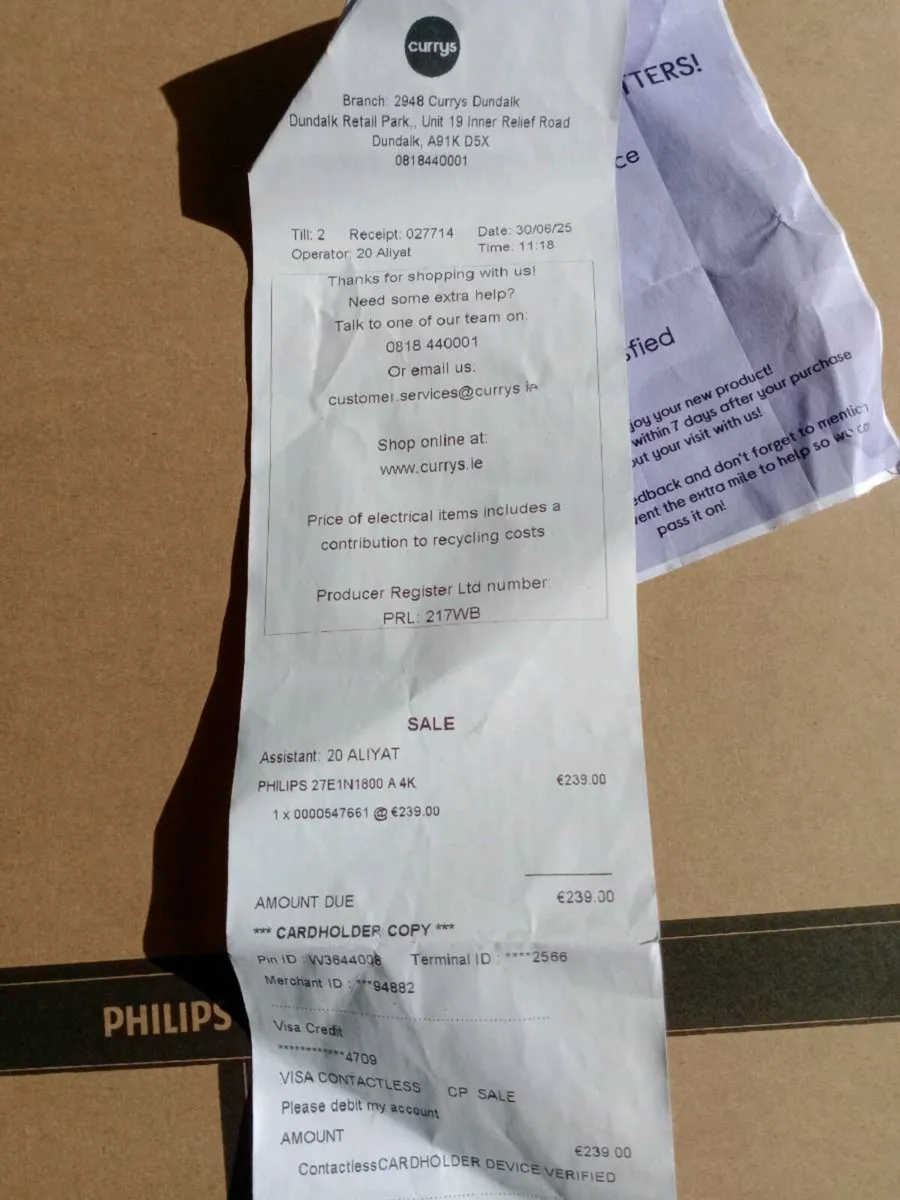 currys
Branch: 2948 Currys Dundalk
Dundalk Retail Park,, Unit 19 Inner Relief Road
Dundalk, A91K D5X
0818440001
Till: 2 Receipt: 027714 Date: 30/06/25
Operator: 20 Aliyat Time: 11:18
Thanks for shopping with us!
Need some extra help?
Talk to one of our team on:
0818 440001
Or email us:
customer.services@currys.ie
Shop online at:
www.currys.ie
Price of electrical items includes a
contribution to recycling costs
Producer Register Ltd number:
PRL: 217WB
SALE
Assistant: 20 ALIYAT
PHILIPS 27E1N1800 A 4K €239.00
1 x 0000547661 @ €239.00
AMOUNT DUE €239.00
*** CARDHOLDER COPY ***
Pin ID : W3644008 Terminal ID : ****2566
Merchant ID : ***94882
Visa Credit
************4709
VISA CONTACTLESS CP SALE
Please debit my account
AMOUNT €239.00
ContactlessCARDHOLDER DEVICE VERIFIED
TTERS!
ce
sfied
joy your new product!
within 7 days after your purchase
out your visit with us!
edback and don't forget to mention
went the extra mile to help so we can
pass it on!
PHILIPS